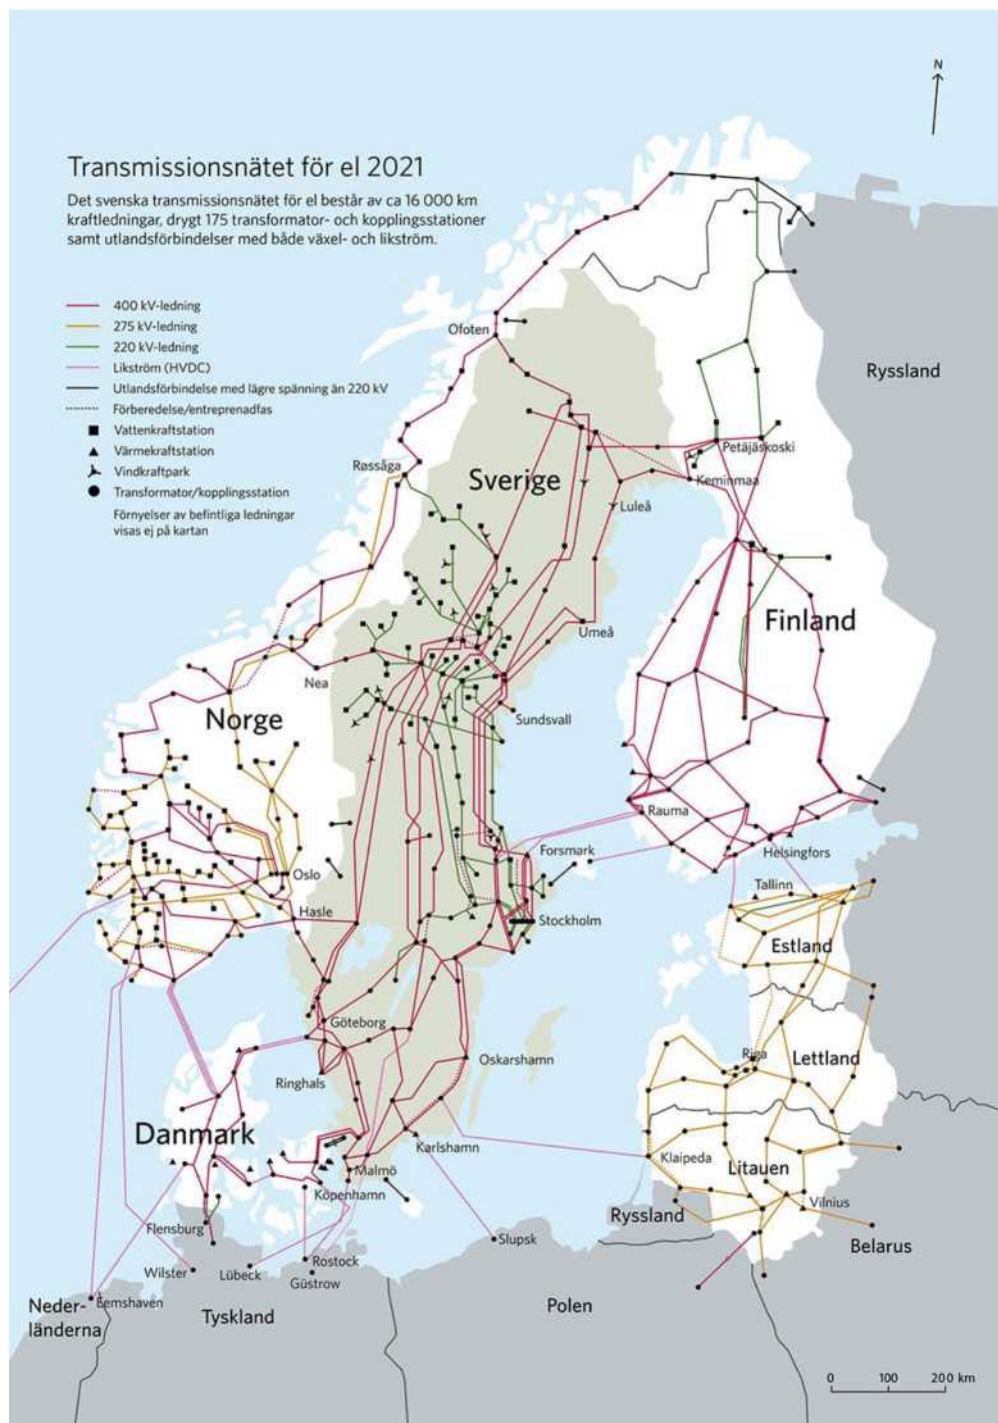 N
Transmissionsnätet för el 2021
Det svenska transmissionsnätet för el består av ca 16 000 km
kraftledningar, drygt 175 transformator- och kopplingsstationer
samt utlandsförbindelser med både växel- och likström.
400 kV-ledning
275 kV-ledning
220 kV-ledning
Likström (HVDC)
Utlandsförbindelse med lägre spänning än 220 kV
Förberedelse/entreprenadfas
Vattenkraftstation
Värmekraftstation
Vindkraftpark
Transformator/kopplingsstation
Förnyelser av befintliga ledningar
visas ej på kartan
Ofoten
Ryssland
Petäjäskoski
Røssåga
Sverige
Keminmaa
Luleå
Finland
Umeå
Nea
Norge
Sundsvall
Rauma
Forsmark
Helsingfors
Oslo
Tallinn
Hasle
Stockholm
Estland
Göteborg
Riga
Lettland
Oskarshamn
Ringhals
Danmark
Karlshamn
Klaipeda
Litauen
Malmö
Köpenhamn
Vilnius
Ryssland
Flensburg
Belarus
Slupsk
Wilster
Lübeck
Rostock
Güstrow
Eemshaven
Neder-
länderna
Tyskland
Polen
0 100 200 km